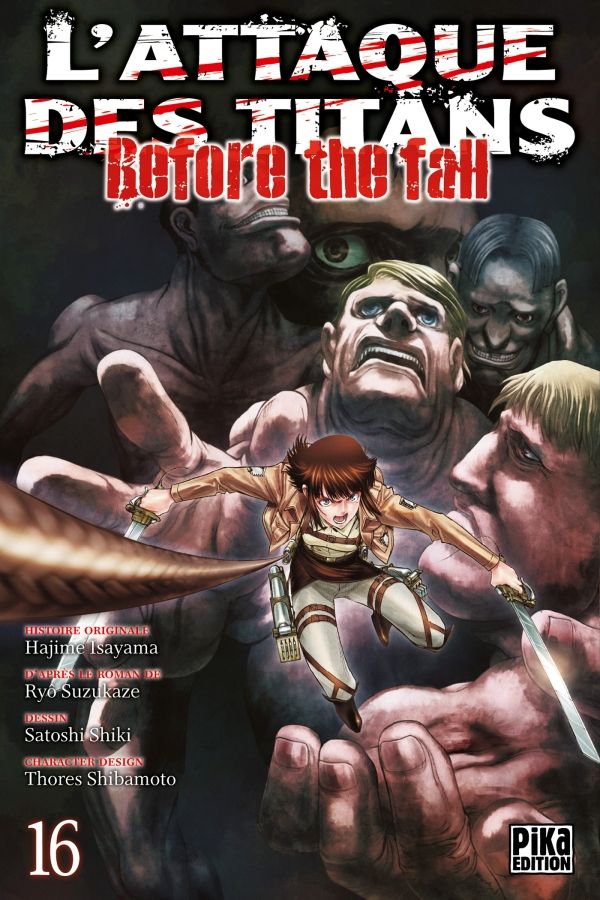 L'ATTAQUE
DES TITANS
Before the fall
HISTOIRE ORIGINALE
Hajime Isayama
D'APRÈS LE ROMAN DE
Ryô Suzukaze
DESSIN
Satoshi Shiki
CHARACTER DESIGN
Thores Shibamoto
16
PiKa
EDITION